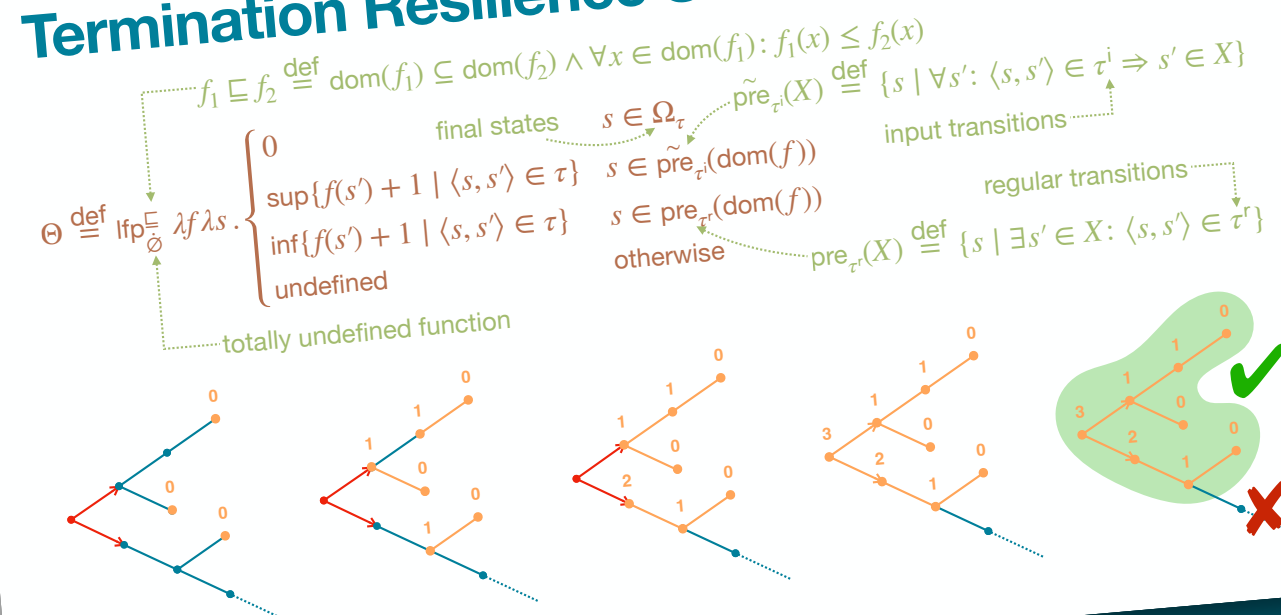 Termination Resilience
f₁ ⊑ f₂ ≝ dom(f₁) ⊆ dom(f₂) ∧ ∀x ∈ dom(f₁): f₁(x) ≤ f₂(x)
p̃re_τⁱ(X) ≝ {s | ∀s′: ⟨s, s′⟩ ∈ τⁱ ⇒ s′ ∈ X}
final states
input transitions
regular transitions
Θ ≝ lfp^⊑_∅̇ λf λs .
0 s ∈ Ω_τ
sup{f(s′) + 1 | ⟨s, s′⟩ ∈ τ} s ∈ p̃re_τⁱ(dom(f))
inf{f(s′) + 1 | ⟨s, s′⟩ ∈ τ} s ∈ pre_τʳ(dom(f))
undefined otherwise
pre_τʳ(X) ≝ {s | ∃s′ ∈ X: ⟨s, s′⟩ ∈ τʳ}
totally undefined function
0 0 0
0 1 1 0 0 1
0 1 1 0 2 0 1
0 1 1 3 0 2 0 1
0 1 1 3 0 2 0 1